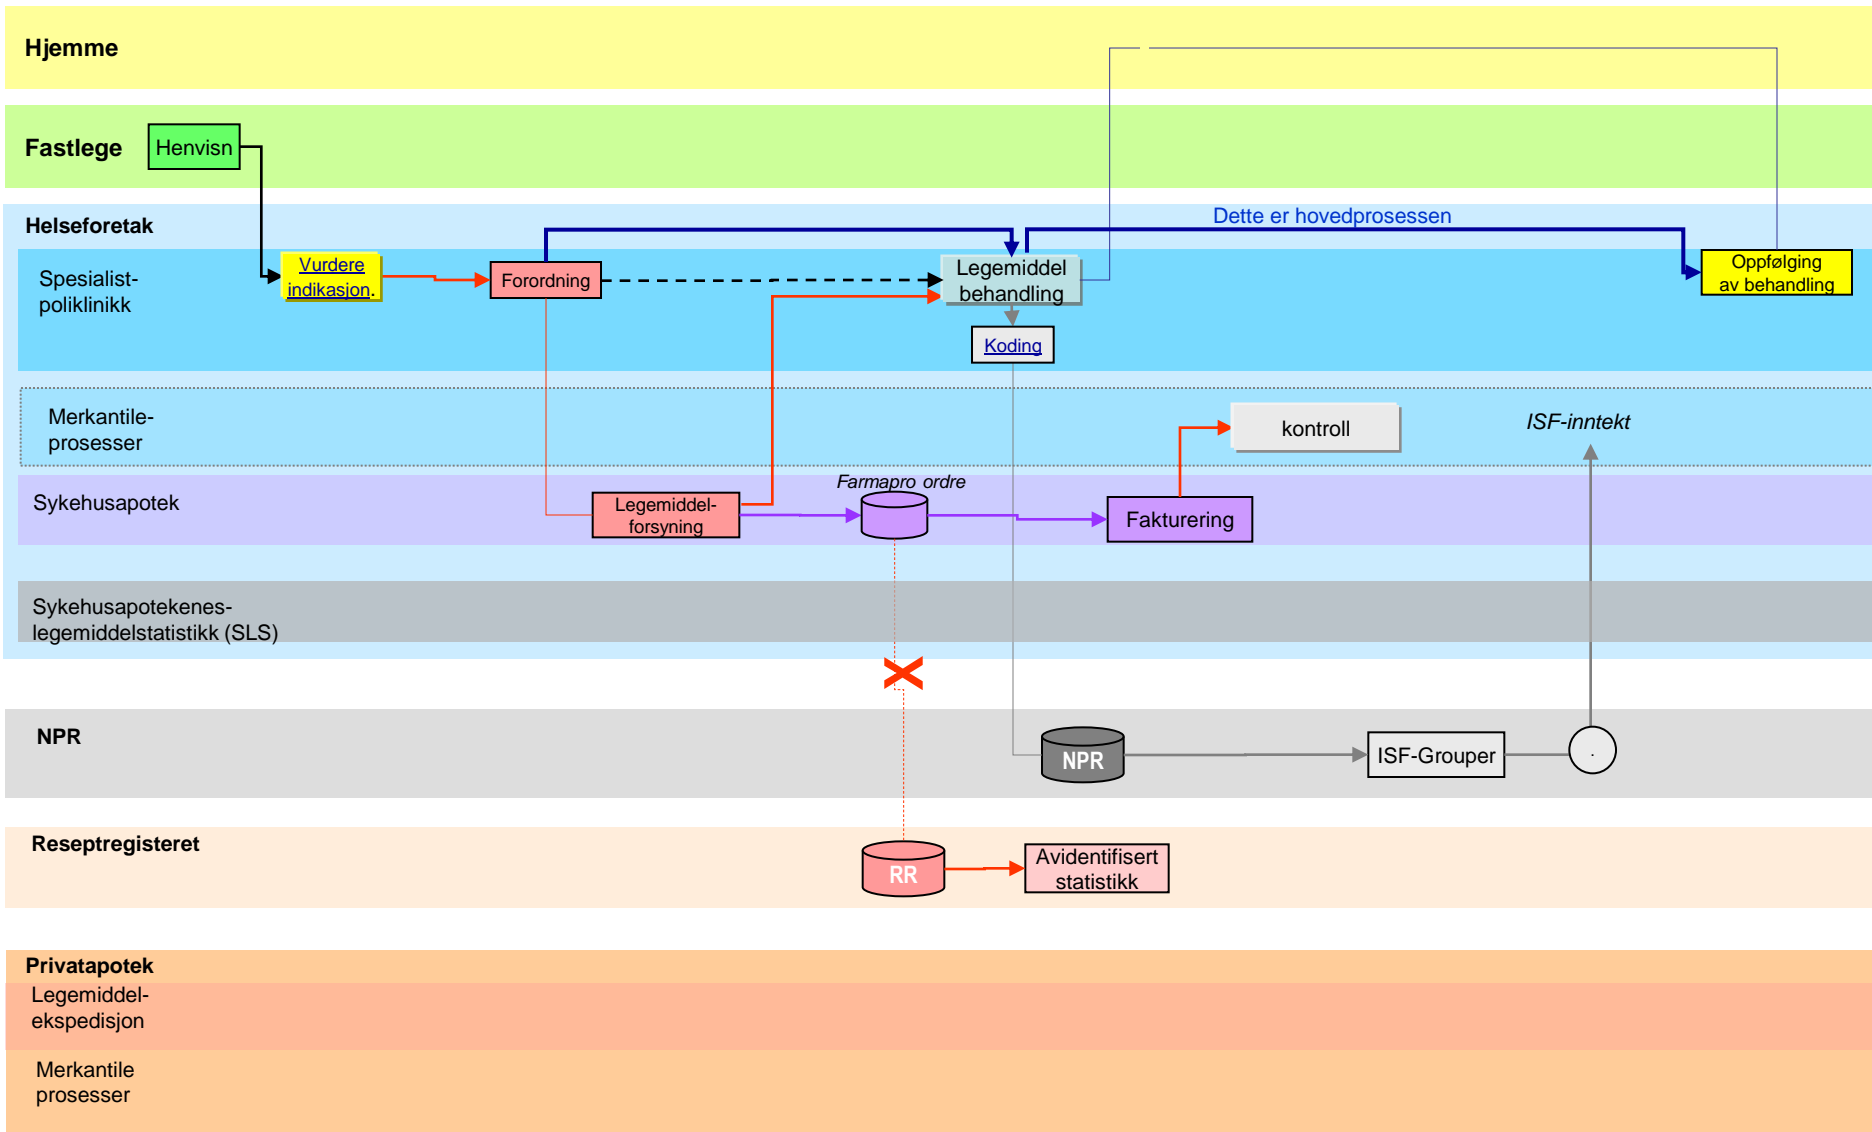 Hjemme
Fastlege
Henvisn
Helseforetak
Dette er hovedprosessen
Spesialist-
poliklinikk
Vurdere
indikasjon.
Forordning
Legemiddel
behandling
Oppfølging
av behandling
Koding
Merkantile-
prosesser
kontroll
ISF-inntekt
Sykehusapotek
Legemiddel-
forsyning
Farmapro ordre
Fakturering
Sykehusapotekenes-
legemiddelstatistikk (SLS)
NPR
NPR
ISF-Grouper
.
Reseptregisteret
RR
Avidentifisert
statistikk
Privatapotek
Legemiddel-
ekspedisjon
Merkantile
prosesser